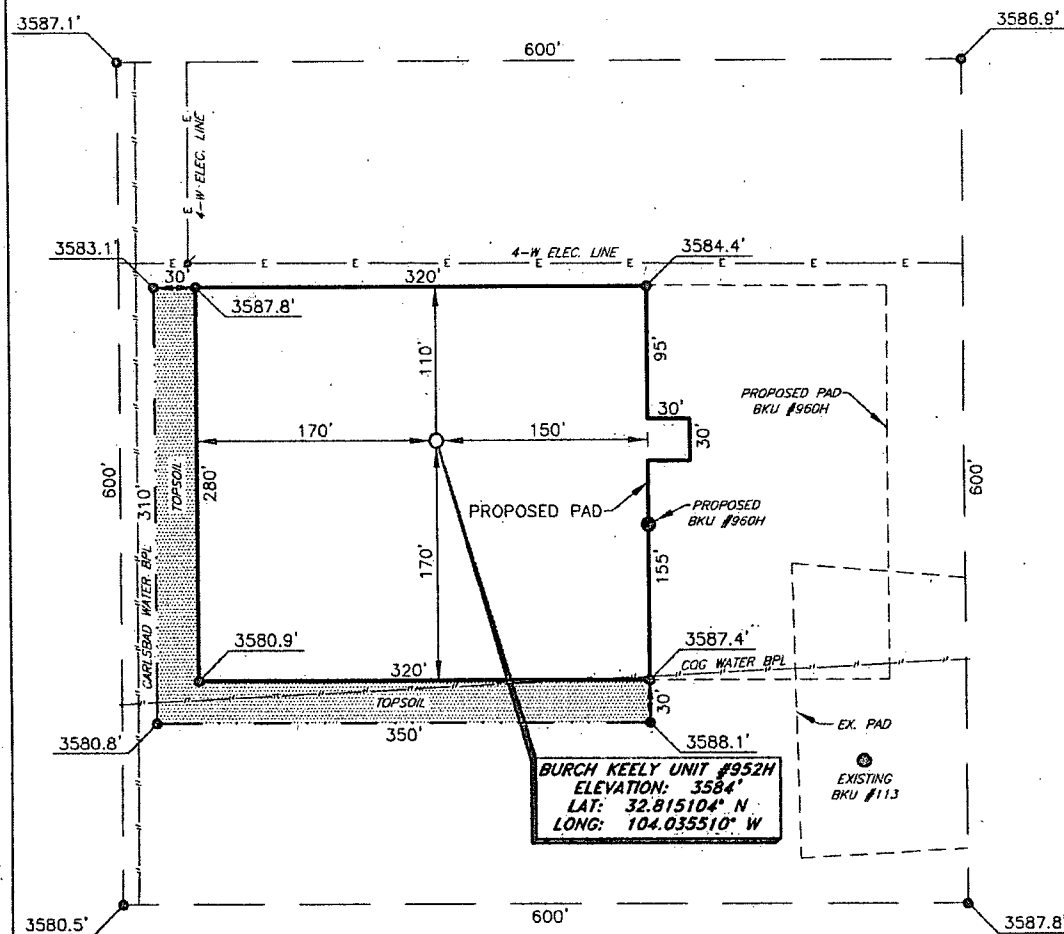 3587.1'
3586.9'
600'
E
E
E
4-W ELEC. LINE
3583.1'
3584.4'
4-W ELEC. LINE
E E E E E E E E
30'
320'
3587.8'
110'
95'
PROPOSED PAD
BKU #960H
30'
30'
170'
150'
600'
600'
310'
280'
TOPSOIL
CARLSBAD WATER BPL
PROPOSED PAD
PROPOSED
BKU #960H
170'
155'
3580.9'
3587.4'
320'
COG WATER BPL
TOPSOIL
30'
3580.8'
350'
3588.1'
EX. PAD
EXISTING
BKU #113
BURCH KEELY UNIT #952H
ELEVATION: 3584'
LAT: 32.815104° N
LONG: 104.035510° W
3580.5'
600'
3587.8'